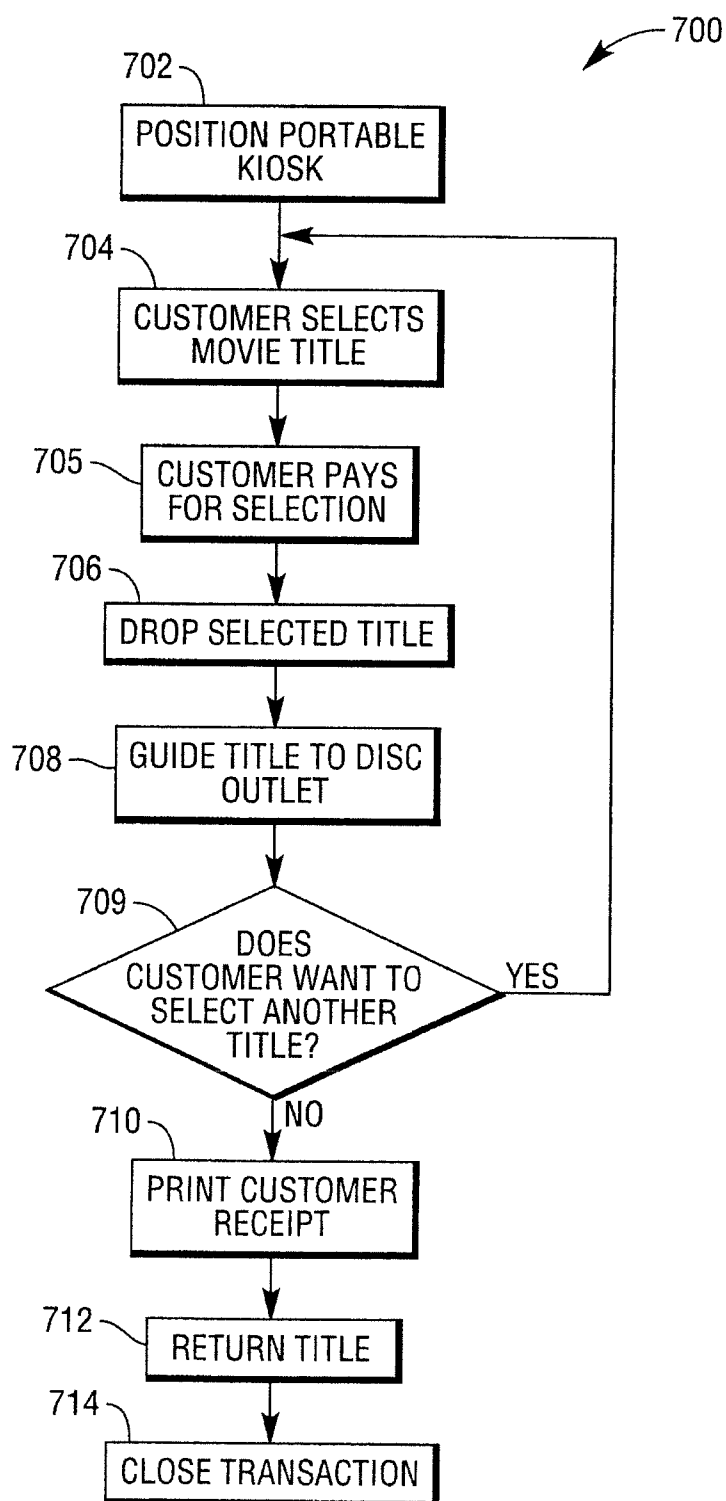 700
702
POSITION PORTABLE
KIOSK
704
CUSTOMER SELECTS
MOVIE TITLE
705
CUSTOMER PAYS
FOR SELECTION
706
DROP SELECTED TITLE
708
GUIDE TITLE TO DISC
OUTLET
709
DOES
CUSTOMER WANT TO
SELECT ANOTHER
TITLE?
YES
NO
710
PRINT CUSTOMER
RECEIPT
712
RETURN TITLE
714
CLOSE TRANSACTION